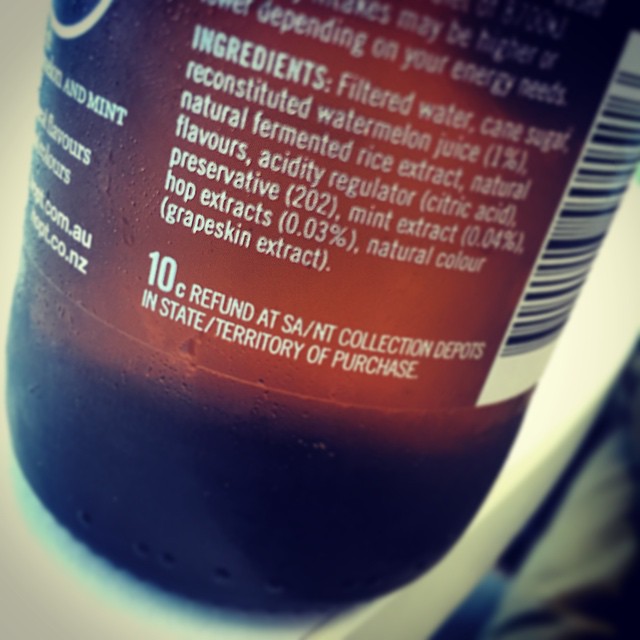 may be higher or
depending on your energy needs.
INGREDIENTS: Filtered water, cane sugar,
reconstituted watermelon juice (1%),
natural fermented rice extract, natural
flavours, acidity regulator (citric acid),
preservative (202), mint extract (0.04%),
hop extracts (0.03%), natural colour
(grapeskin extract).
10c REFUND AT SA/NT COLLECTION DEPOTS
IN STATE/TERRITORY OF PURCHASE.
AND MINT
flavours
.com.au
.co.nz